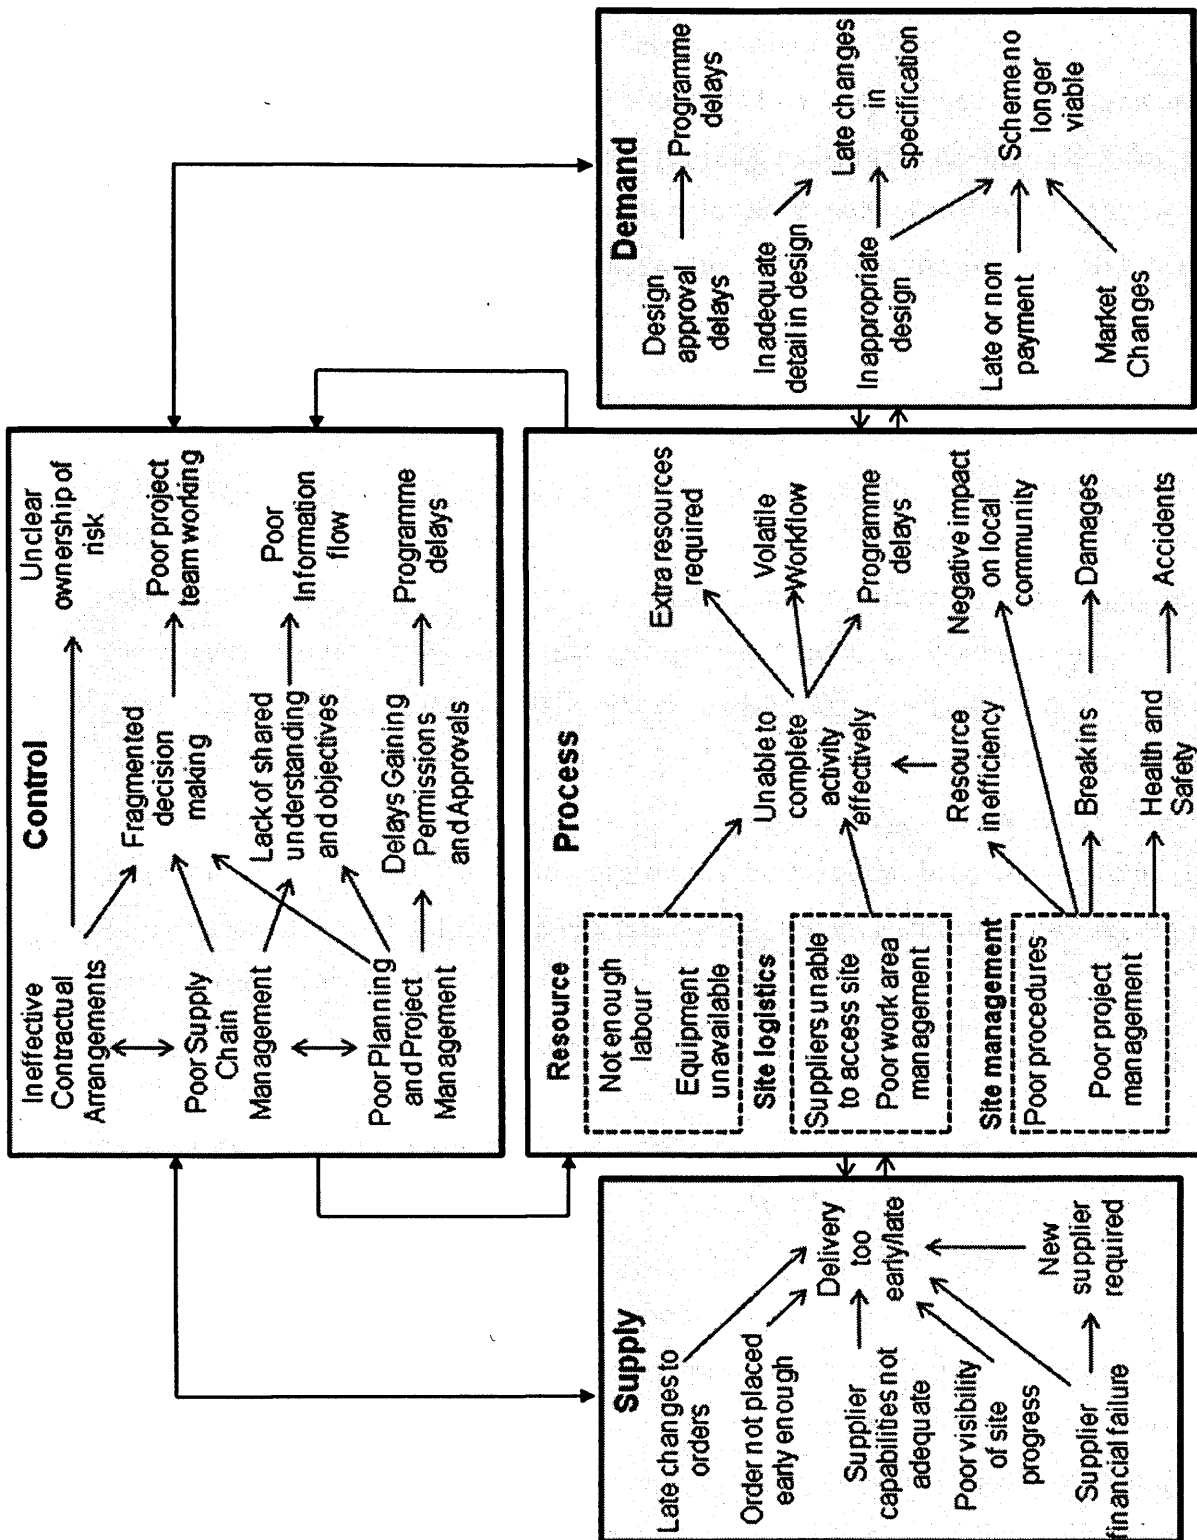 Control
Ineffective
Contractual
Arrangements
Poor Supply
Chain
Management
Poor Planning
and Project
Management
Fragmented
decision
making
Lack of shared
understanding
and objectives
Delays Gaining
Permissions
and Approvals
Unclear
ownership of
risk
Poor project
team working
Poor
Information
flow
Programme
delays
Supply
Late changes to
orders
Order not placed
early enough
Supplier
capabilities not
adequate
Poor visibility
of site
progress
Supplier
financial failure
Delivery
too
early/late
New
supplier
required
Process
Resource
Not enough
labour
Equipment
unavailable
Site logistics
Suppliers unable
to access site
Poor work area
management
Site management
Poor procedures
Poor project
management
Unable to
complete
activity
effectively
Resource
inefficiency
Break ins
Health and
Safety
Extra resources
required
Volatile
Workflow
Programme
delays
Negative impact
on local
community
Damages
Accidents
Demand
Design
approval
delays
Inadequate
detail in design
Inappropriate
design
Late or non
payment
Market
Changes
Programme
delays
Late changes
in
specification
Scheme no
longer
viable